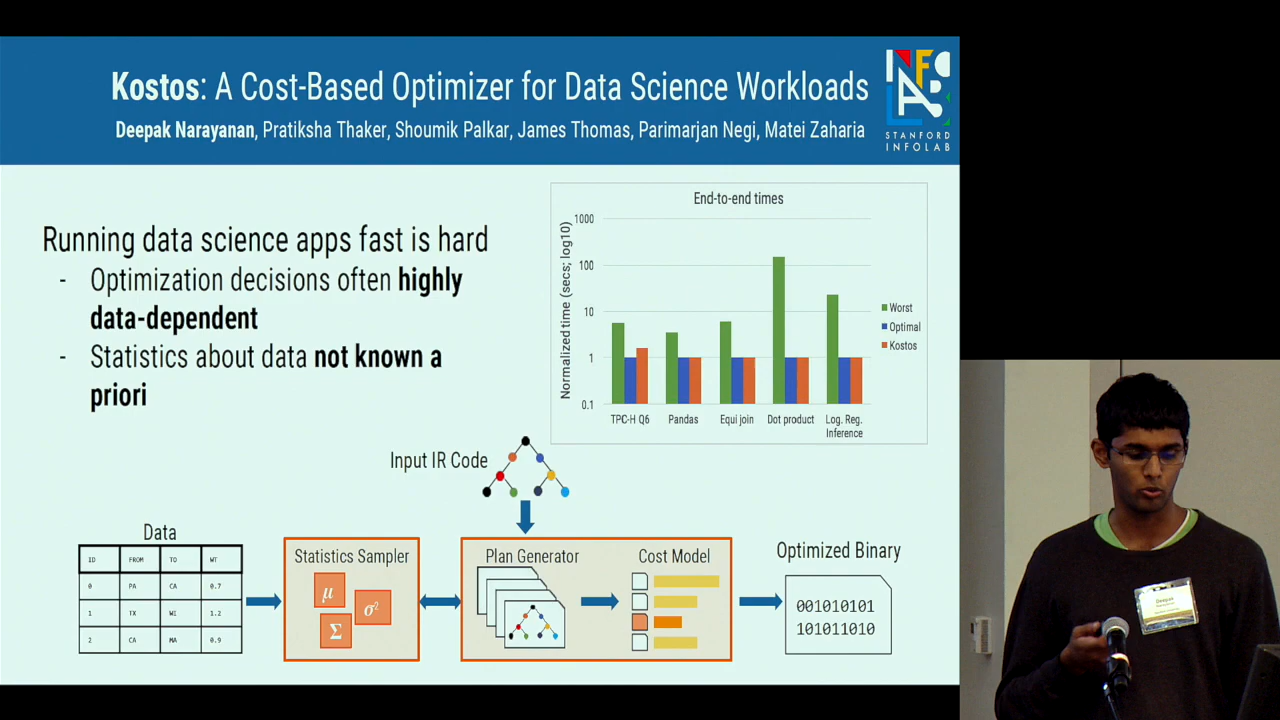 Kostos: A Cost-Based Optimizer for Data Science Workloads
Deepak Narayanan, Pratiksha Thaker, Shoumik Palkar, James Thomas, Parimarjan Negi, Matei Zaharia
INFO
LAB
STANFORD
INFOLAB
Running data science apps fast is hard
- Optimization decisions often highly
data-dependent
- Statistics about data not known a
priori
End-to-end times
Normalized time (secs; log10)
1000
100
10
1
0.1
TPC-H Q6
Pandas
Equi join
Dot product
Log. Reg.
Inference
Worst
Optimal
Kostos
Input IR Code
Data
ID FROM TO WT
0 PA CA 0.7
1 TX WI 1.2
2 CA MA 0.9
Statistics Sampler
μ
σ²
Σ
Plan Generator
Cost Model
Optimized Binary
001010101
101011010
Deepak